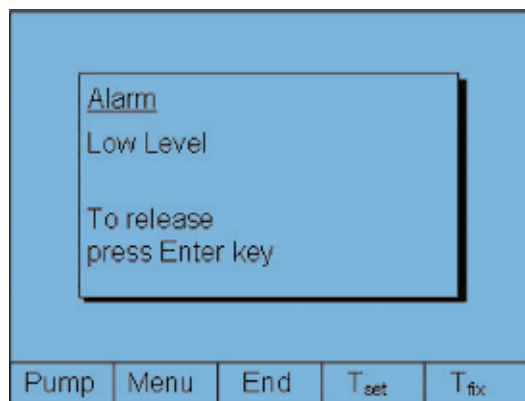 Alarm
Low Level
To release
press Enter key
Pump Menu End Tset Tfix